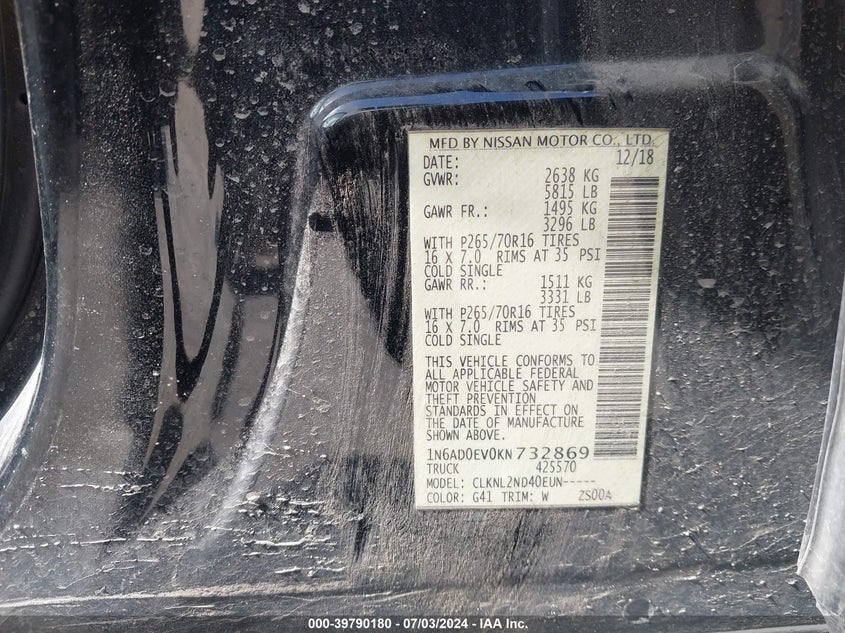 MFD BY NISSAN MOTOR CO., LTD.
DATE: 12/18
GVWR: 2638 KG
5815 LB
GAWR FR.: 1495 KG
3296 LB
WITH P265/70R16 TIRES
16 X 7.0 RIMS AT 35 PSI
COLD SINGLE
GAWR RR.: 1511 KG
3331 LB
WITH P265/70R16 TIRES
16 X 7.0 RIMS AT 35 PSI
COLD SINGLE
THIS VEHICLE CONFORMS TO
ALL APPLICABLE FEDERAL
MOTOR VEHICLE SAFETY AND
THEFT PREVENTION
STANDARDS IN EFFECT ON
THE DATE OF MANUFACTURE
SHOWN ABOVE.
1N6AD0EV0KN732869
TRUCK 425570
MODEL: CLKNL2ND40EUN-----
COLOR: G41 TRIM: W ZS00A
000-39790180 - 07/03/2024 - IAA Inc.